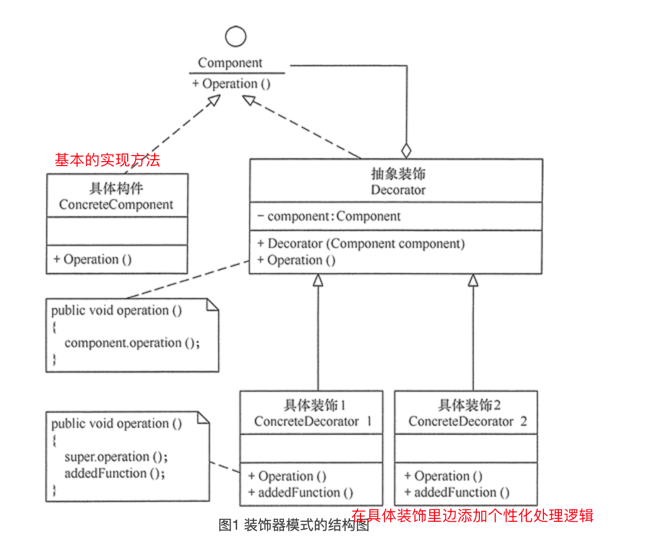 Component
+ Operation ()
基本的实现方法
具体构件
ConcreteComponent
+ Operation ()
抽象装饰
Decorator
− component:Component
+ Decorator (Component component)
+ Operation ()
public void operation ()
{
component.operation ();
}
具体装饰1
ConcreteDecorator 1
+ Operation ()
+ addedFunction ()
具体装饰2
ConcreteDecorator 2
+ Operation ()
+ addedFunction ()
public void operation ()
{
super.operation ();
addedFunction ();
}
在具体装饰里边添加个性化处理逻辑
图1 装饰器模式的结构图